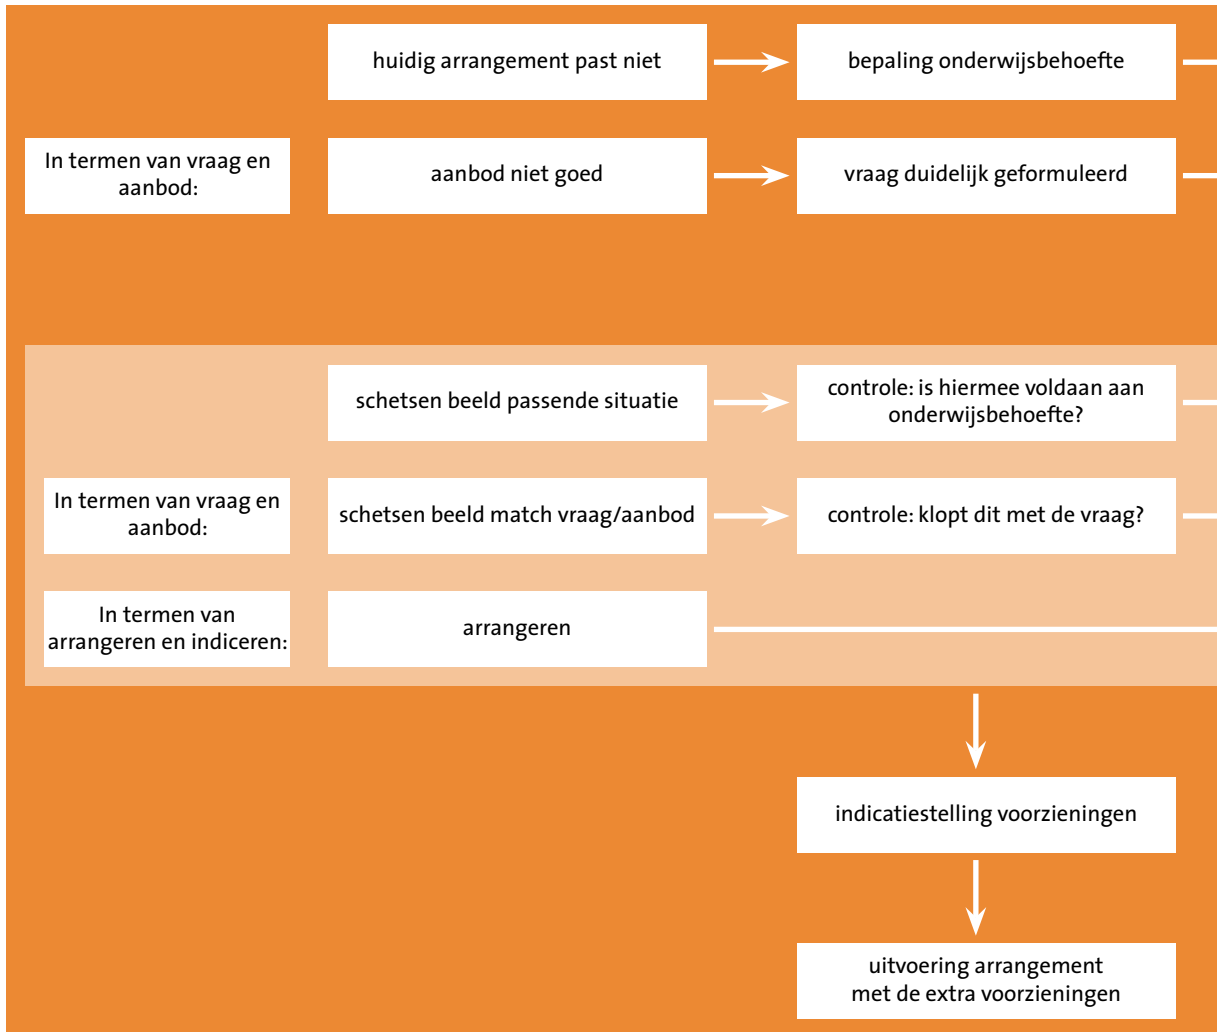 huidig arrangement past niet
bepaling onderwijsbehoefte
In termen van vraag en
aanbod:
aanbod niet goed
vraag duidelijk geformuleerd
schetsen beeld passende situatie
controle: is hiermee voldaan aan
onderwijsbehoefte?
In termen van vraag en
aanbod:
schetsen beeld match vraag/aanbod
controle: klopt dit met de vraag?
In termen van
arrangeren en indiceren:
arrangeren
indicatiestelling voorzieningen
uitvoering arrangement
met de extra voorzieningen